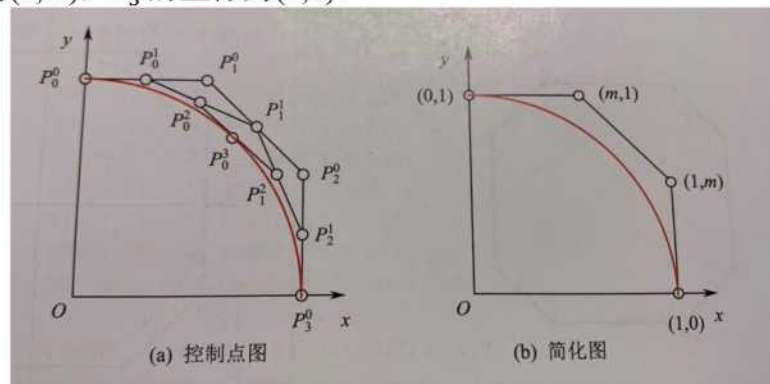 y
P₀⁰
P₀¹
P₁⁰
P₀²
P₁¹
P₀³
P₁²
P₂⁰
P₂¹
O
P₃⁰
x
(a) 控制点图
y
(0,1)
(m,1)
(1,m)
O
(1,0)
x
(b) 简化图